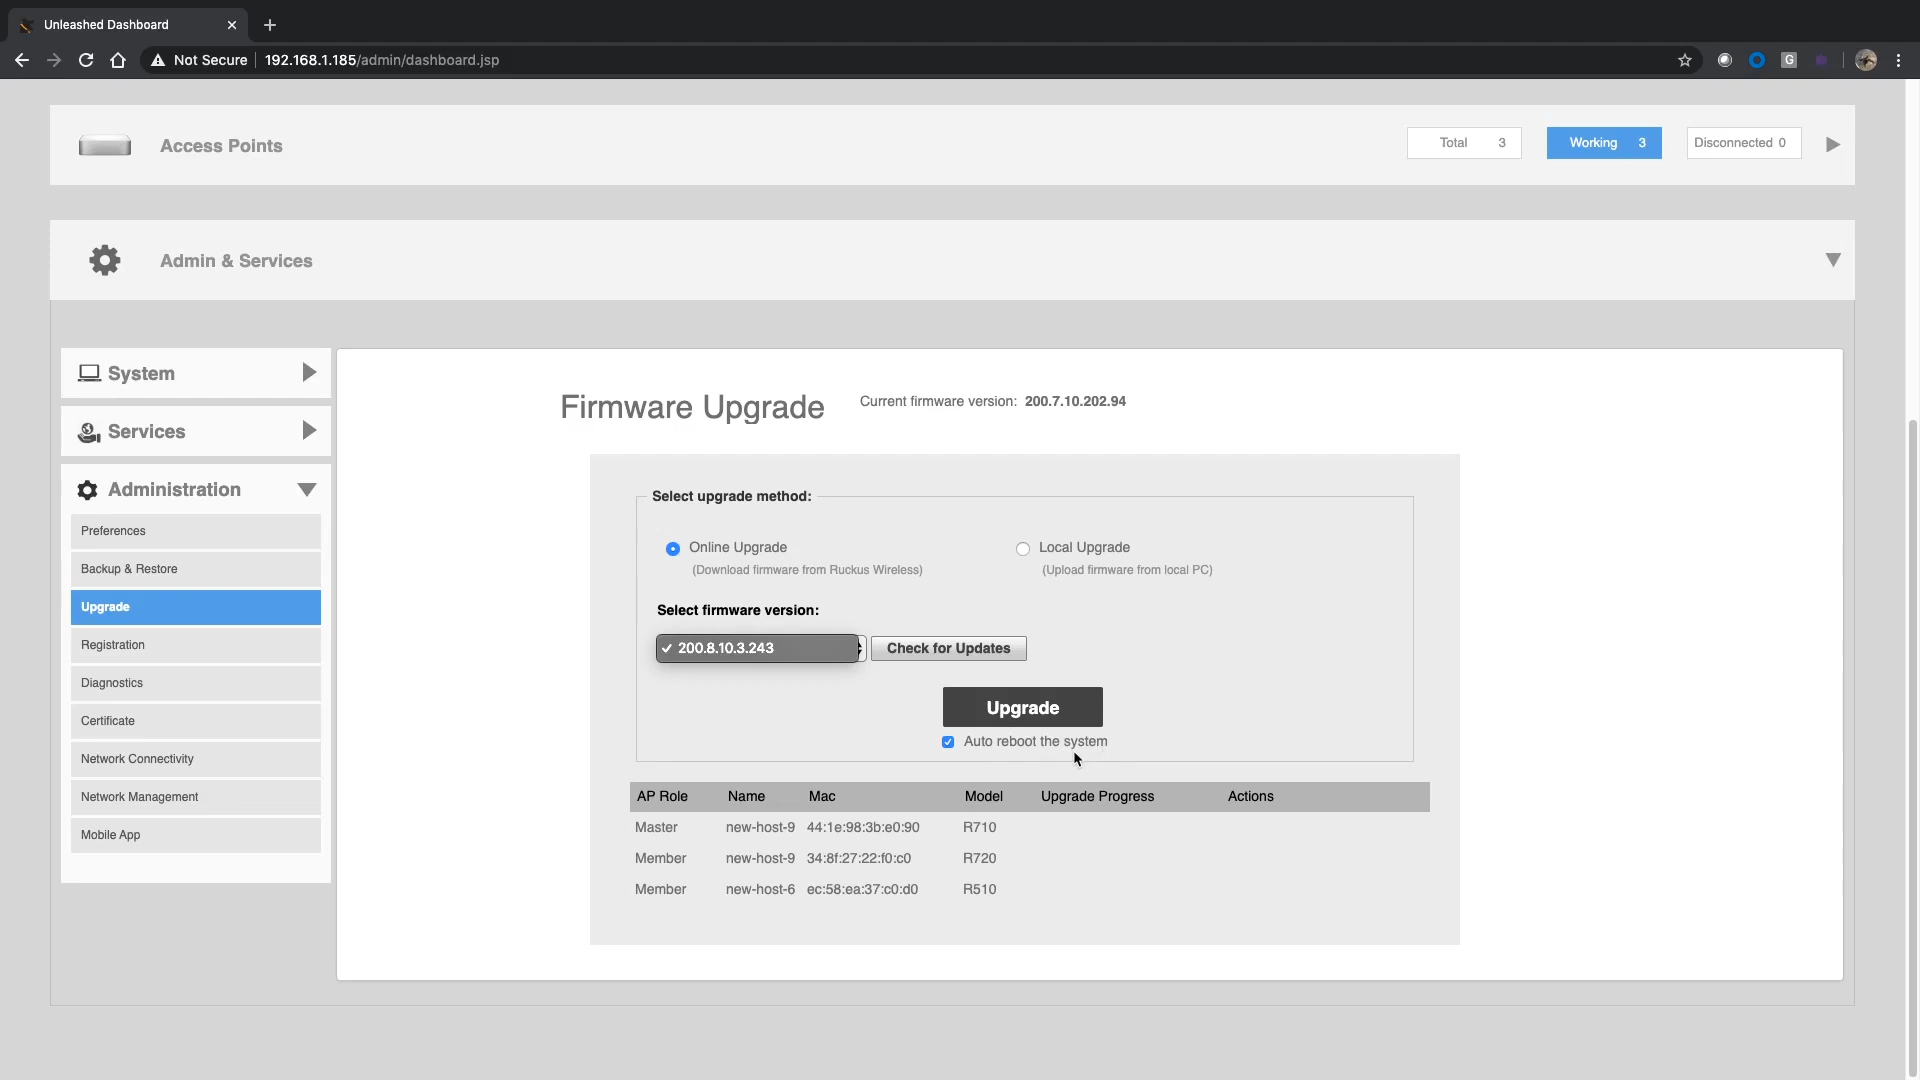 Unleashed Dashboard
Not Secure 192.168.1.185/admin/dashboard.jsp
G
Access Points
Total 3
Working 3
Disconnected 0
Admin & Services
System
Services
Administration
Preferences
Backup & Restore
Upgrade
Registration
Diagnostics
Certificate
Network Connectivity
Network Management
Mobile App
Firmware Upgrade
Current firmware version: 200.7.10.202.94
Select upgrade method:
Online Upgrade
(Download firmware from Ruckus Wireless)
Local Upgrade
(Upload firmware from local PC)
Select firmware version:
✓ 200.8.10.3.243
Check for Updates
Upgrade
Auto reboot the system
AP Role Name Mac Model Upgrade Progress Actions
Master new-host-9 44:1e:98:3b:e0:90 R710
Member new-host-9 34:8f:27:22:f0:c0 R720
Member new-host-6 ec:58:ea:37:c0:d0 R510